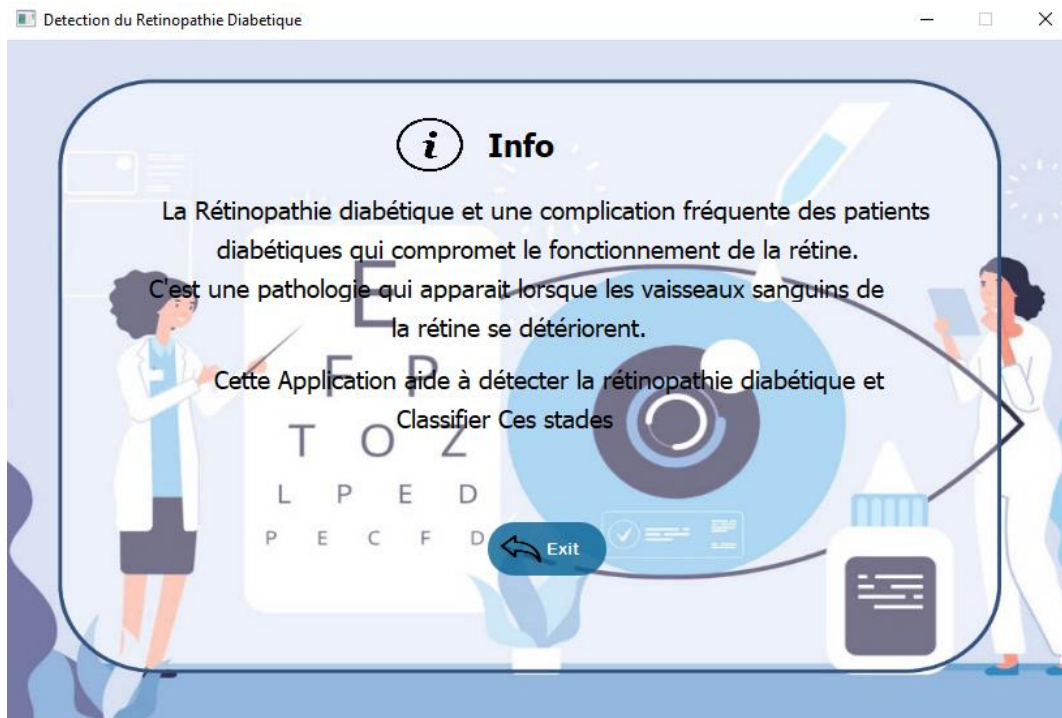 Detection du Retinopathie Diabetique
Info
La Rétinopathie diabétique et une complication fréquente des patients
diabétiques qui compromet le fonctionnement de la rétine.
C'est une pathologie qui apparait lorsque les vaisseaux sanguins de
la rétine se détériorent.
Cette Application aide à détecter la rétinopathie diabétique et
Classifier Ces stades
E
F P
T O Z
L P E D
P E C F D
Exit